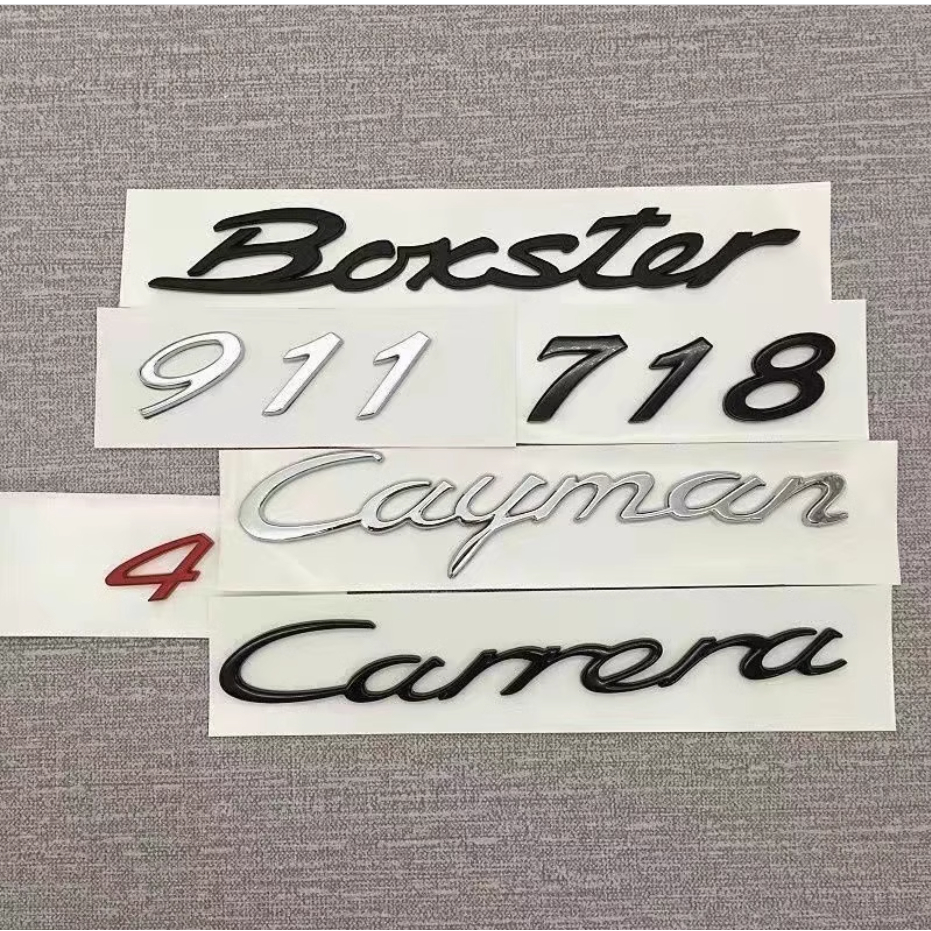 Boxster
911 718
Cayman
4
Carrera